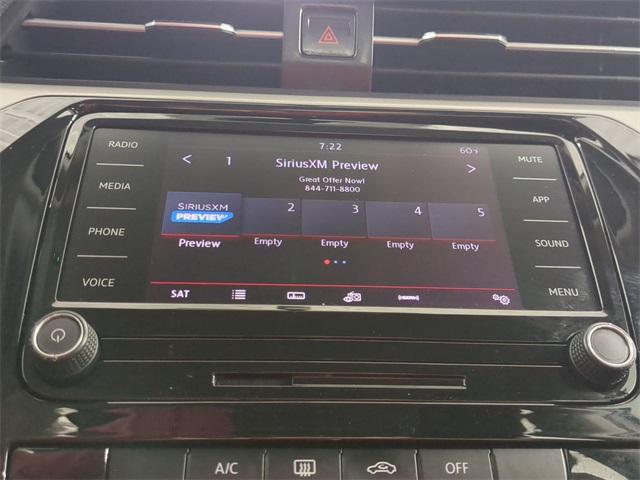 7:22
60°F
RADIO
MEDIA
PHONE
VOICE
< 1 SiriusXM Preview >
Great Offer Now!
844-711-8800
SIRIUSXM
PREVIEW
2 3 4 5
Preview Empty Empty Empty Empty
SAT
MUTE
APP
SOUND
MENU
A/C
OFF